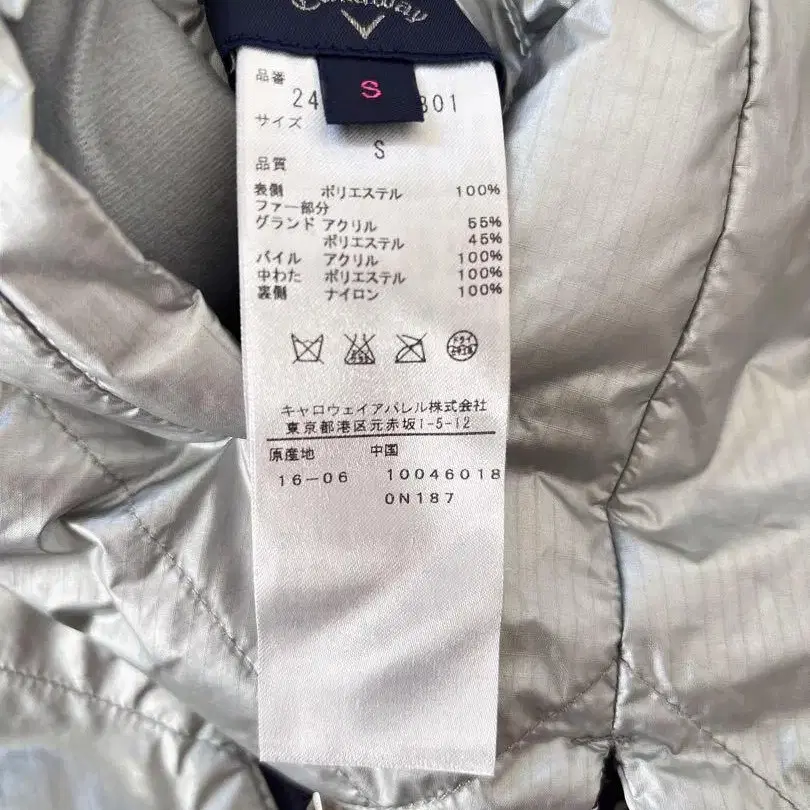 Callaway
S
品番
24 301
サイズ
S
品質
表側 ポリエステル 100%
ファー部分
グランド アクリル 55%
ポリエステル 45%
パイル アクリル 100%
中わた ポリエステル 100%
裏側 ナイロン 100%
ドライ
キャロウェイアパレル株式会社
東京都港区元赤坂1-5-12
原産地 中国
16-06 10046018
0N187